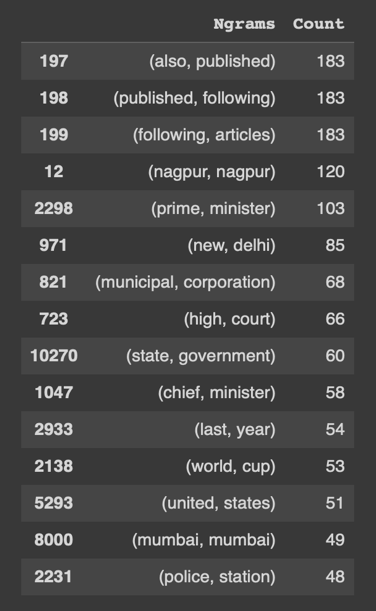 Ngrams Count
197 (also, published) 183
198 (published, following) 183
199 (following, articles) 183
12 (nagpur, nagpur) 120
2298 (prime, minister) 103
971 (new, delhi) 85
821 (municipal, corporation) 68
723 (high, court) 66
10270 (state, government) 60
1047 (chief, minister) 58
2933 (last, year) 54
2138 (world, cup) 53
5293 (united, states) 51
8000 (mumbai, mumbai) 49
2231 (police, station) 48